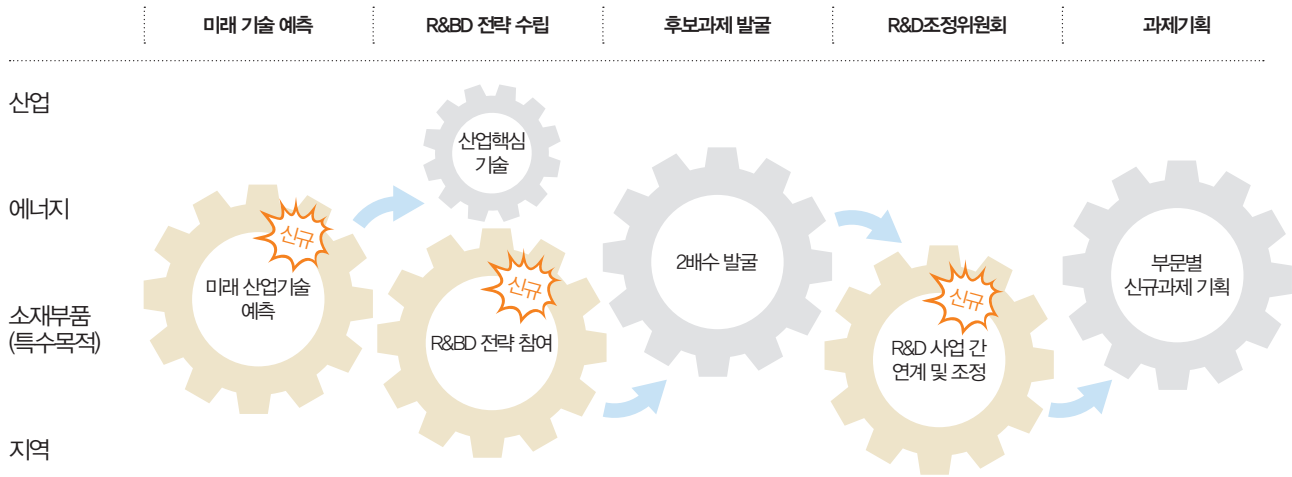 미래 기술 예측
R&BD 전략 수립
후보과제 발굴
R&D조정위원회
과제기획
산업
에너지
소재부품
(특수목적)
지역
신규
미래 산업기술
예측
산업핵심
기술
신규
R&BD 전략 참여
2배수 발굴
신규
R&D 사업 간
연계 및 조정
부문별
신규과제 기획